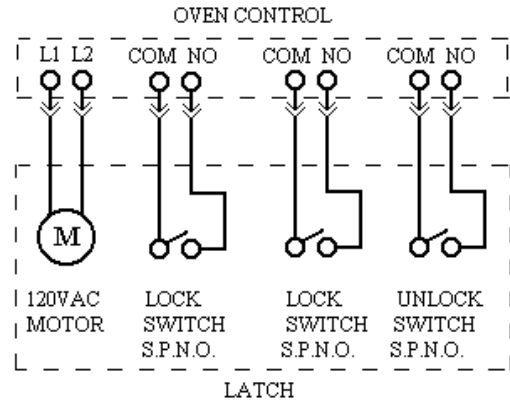 OVEN CONTROL
L1 L2 COM NO COM NO COM NO
M
120VAC LOCK LOCK UNLOCK
MOTOR SWITCH SWITCH SWITCH
S.P.N.O. S.P.N.O. S.P.N.O.
LATCH